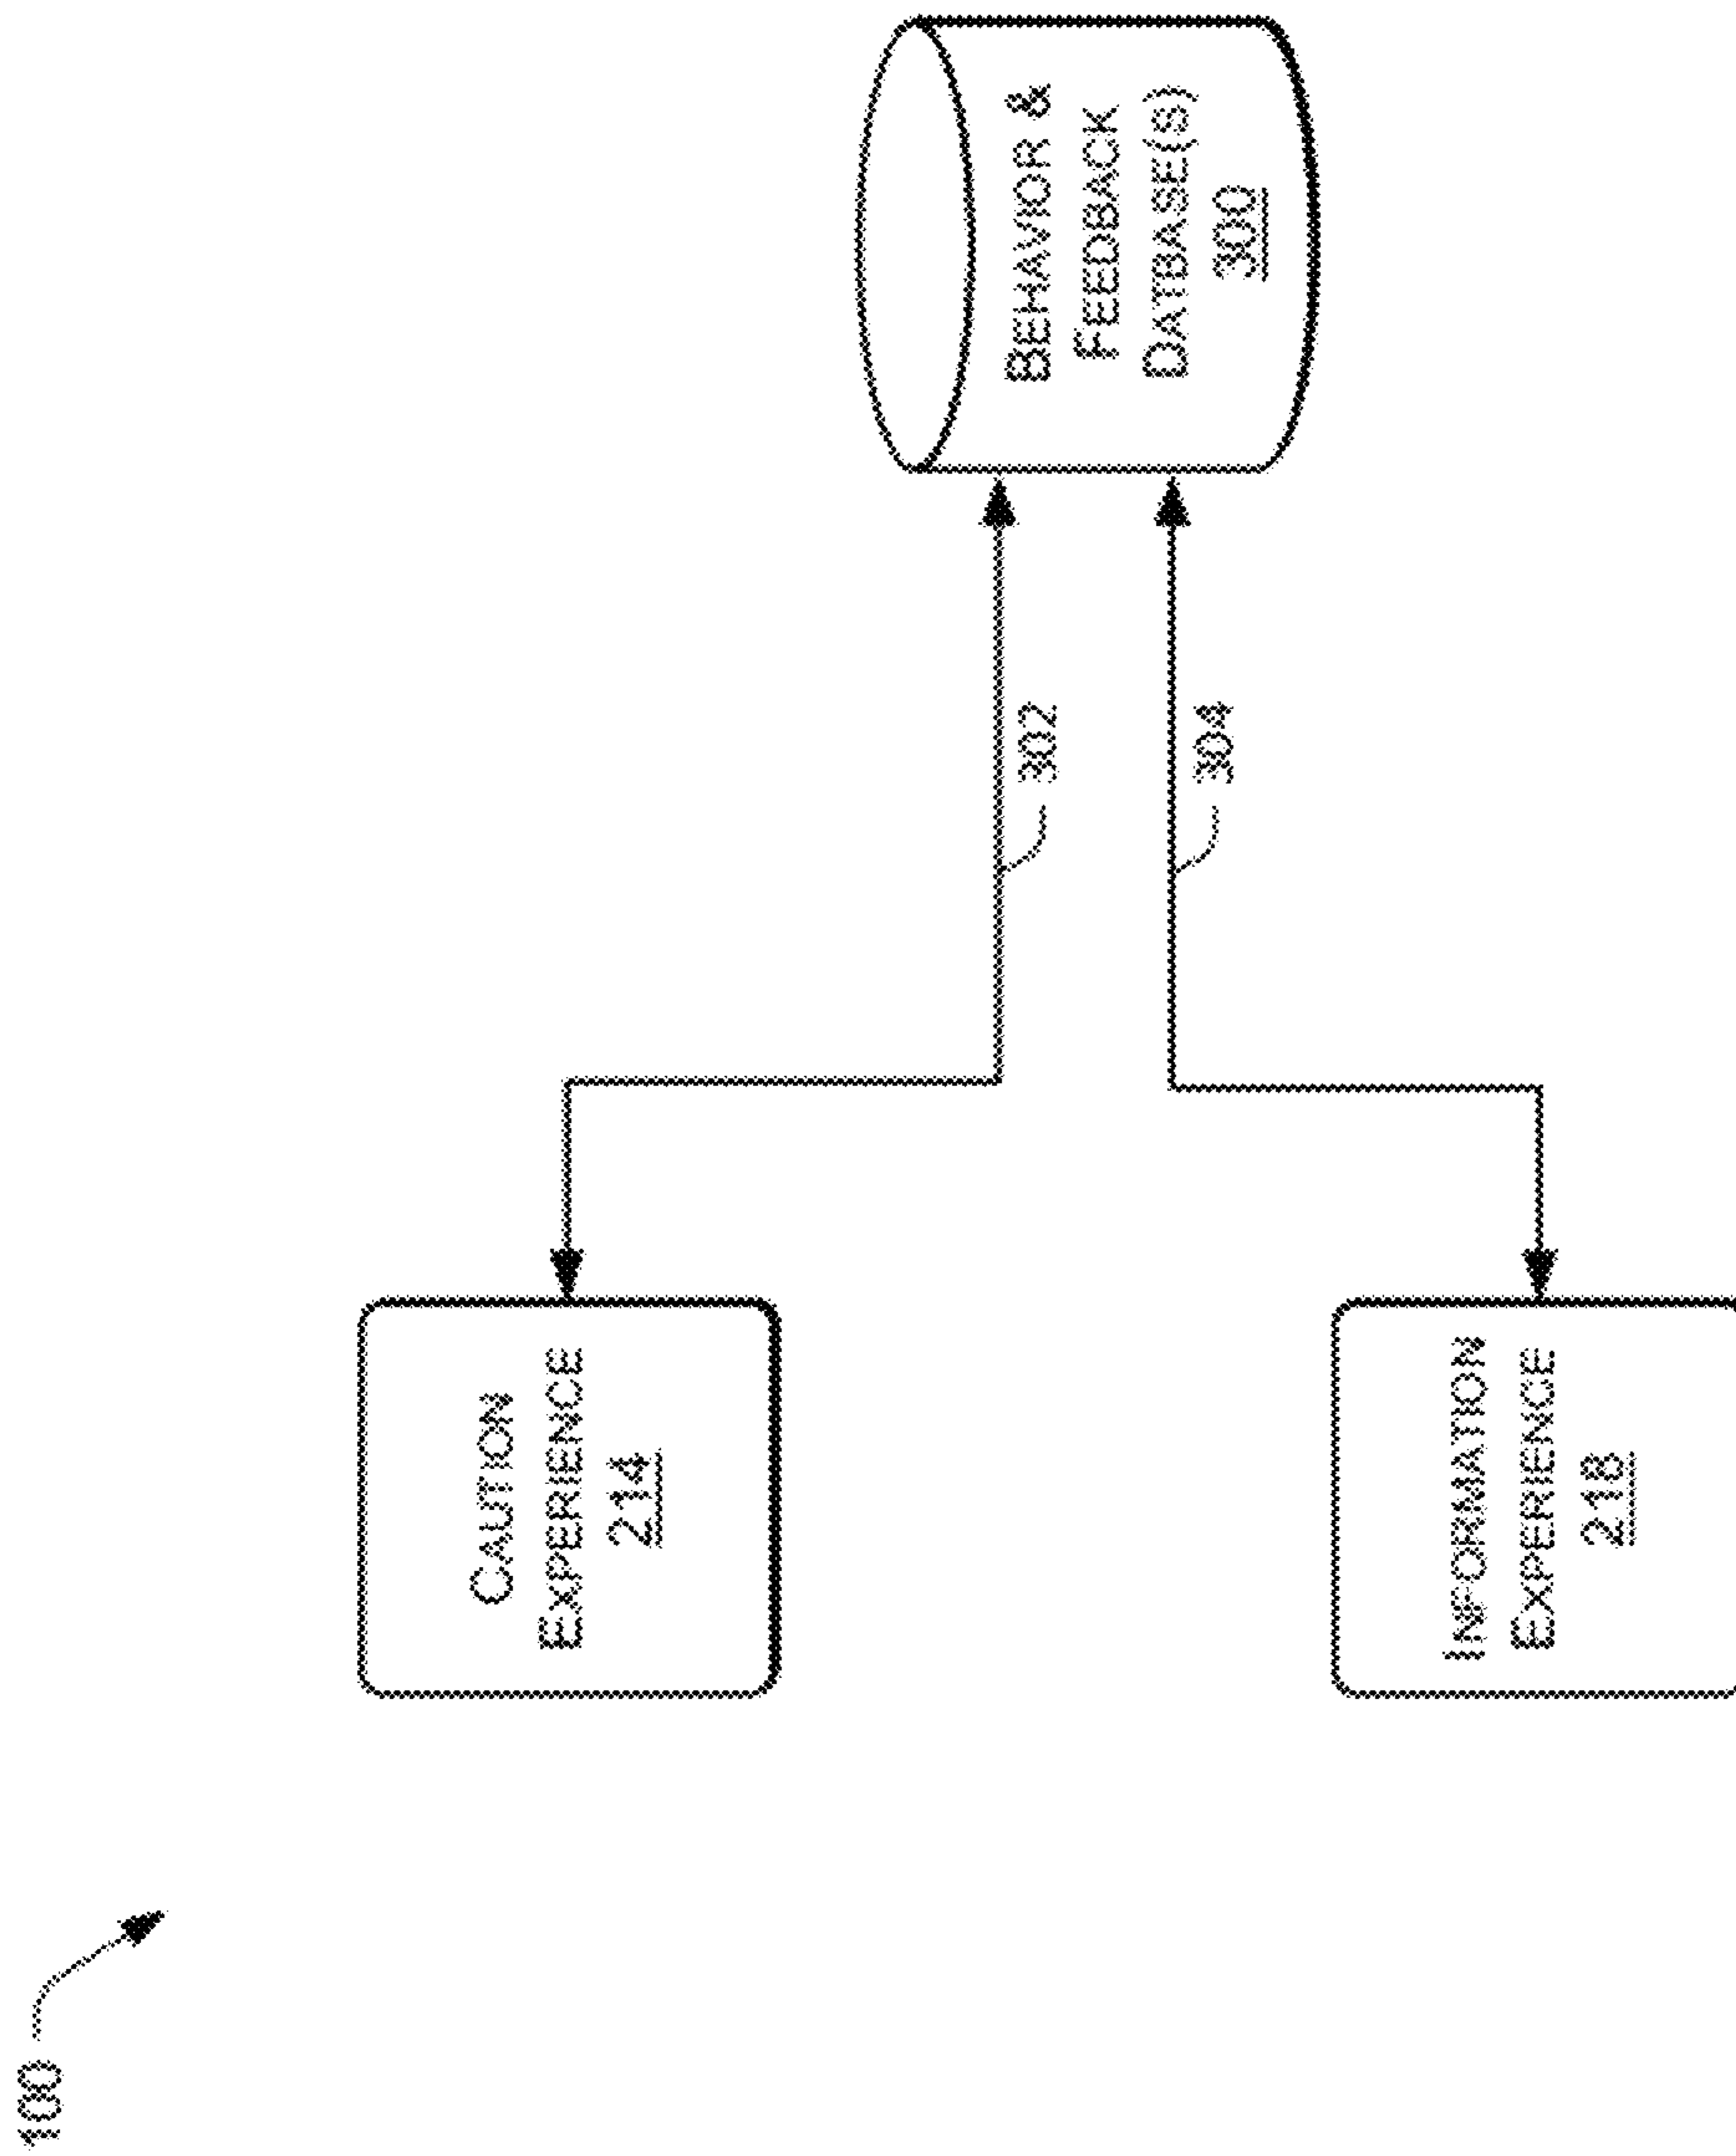 100
CAUTION
EXPERIENCE
214
302
BEHAVIOR &
FEEDBACK
DATBASE(S)
300
304
INFORMATION
EXPERIENCE
218